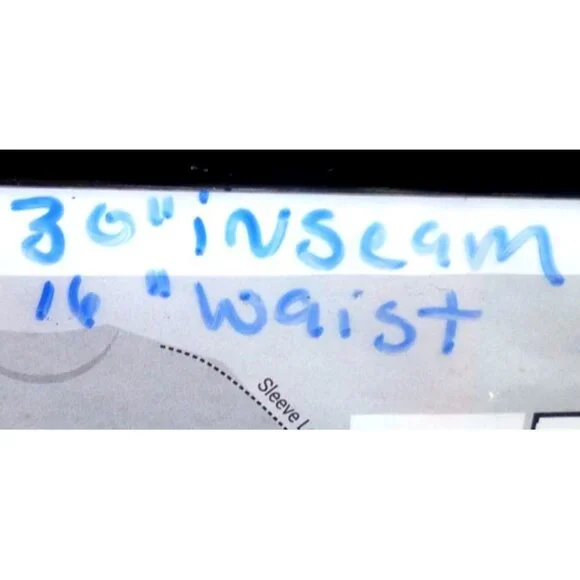 30" inseam
16" waist
Sleeve